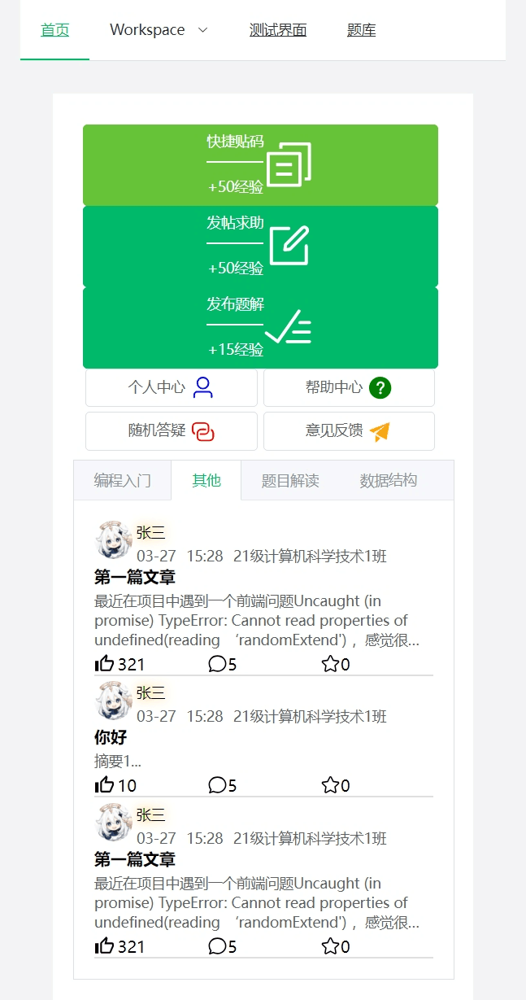 首页 Workspace 测试界面 题库
快捷贴码
+50经验
发帖求助
+50经验
发布题解
+15经验
个人中心 帮助中心
随机答疑 意见反馈
编程入门 其他 题目解读 数据结构
张三
03-27 15:28 21级计算机科学技术1班
第一篇文章
最近在项目中遇到一个前端问题Uncaught (in
promise) TypeError: Cannot read properties of
undefined(reading ‘randomExtend') ，感觉很...
321 5 0
张三
03-27 15:28 21级计算机科学技术1班
你好
摘要1...
10 5 0
张三
03-27 15:28 21级计算机科学技术1班
第一篇文章
最近在项目中遇到一个前端问题Uncaught (in
promise) TypeError: Cannot read properties of
undefined(reading ‘randomExtend') ，感觉很...
321 5 0